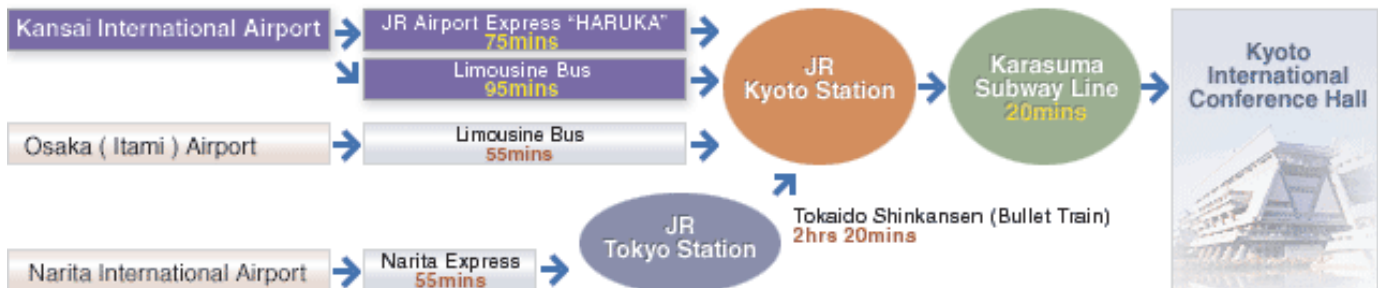 Kansai International Airport
JR Airport Express “HARUKA”
75mins
Limousine Bus
95mins
JR
Kyoto Station
Karasuma
Subway Line
20mins
Kyoto
International
Conference Hall
Osaka ( Itami ) Airport
Limousine Bus
55mins
Narita International Airport
Narita Express
55mins
JR
Tokyo Station
Tokaido Shinkansen (Bullet Train)
2hrs 20mins